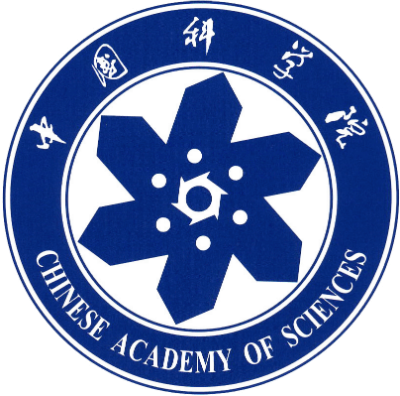 中国科学院
CHINESE ACADEMY OF SCIENCES